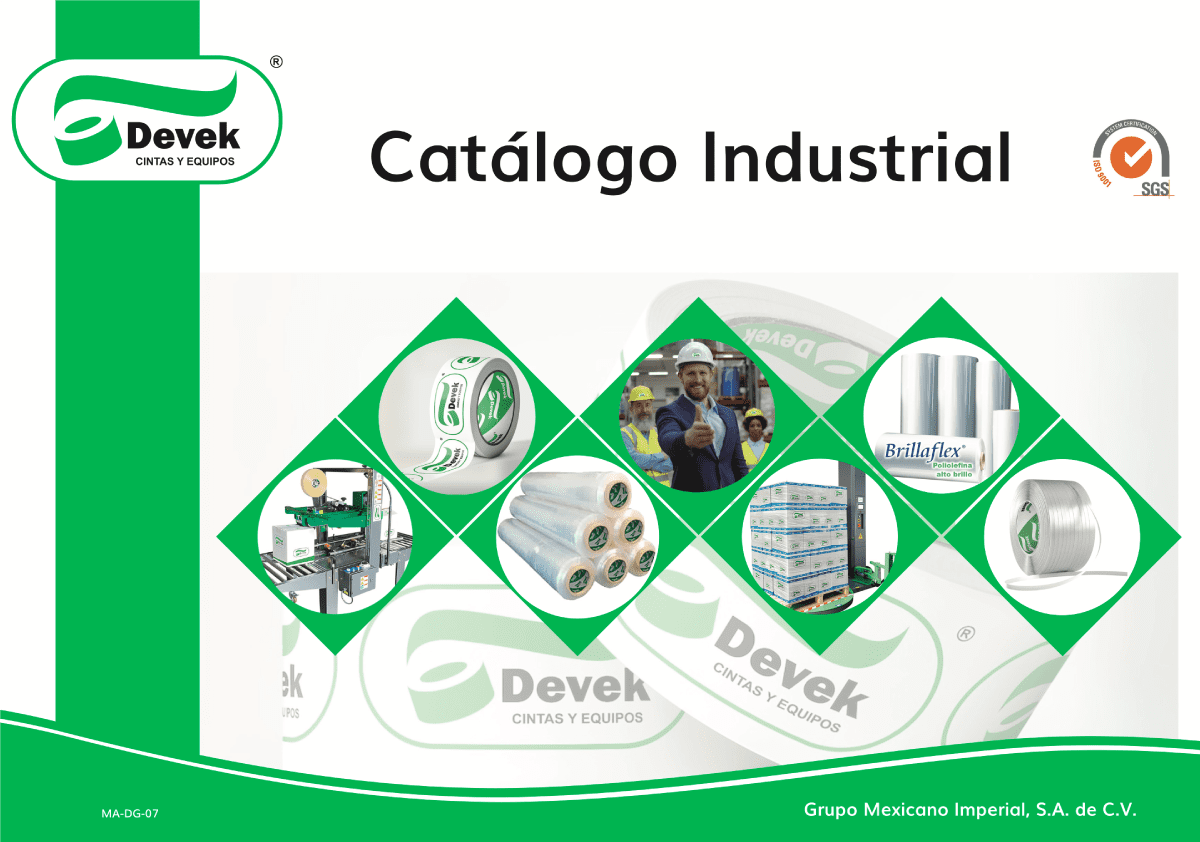 ®
Devek
CINTAS Y EQUIPOS
Catálogo Industrial
SYSTEM CERTIFICATION
ISO 9001
SGS
Devek
Devek
Devek
Brillaflex®
Poliolefina
alto brillo
Devek
CINTAS Y EQUIPOS
Devek
CINTAS Y EQUIPOS
®
MA-DG-07
Grupo Mexicano Imperial, S.A. de C.V.